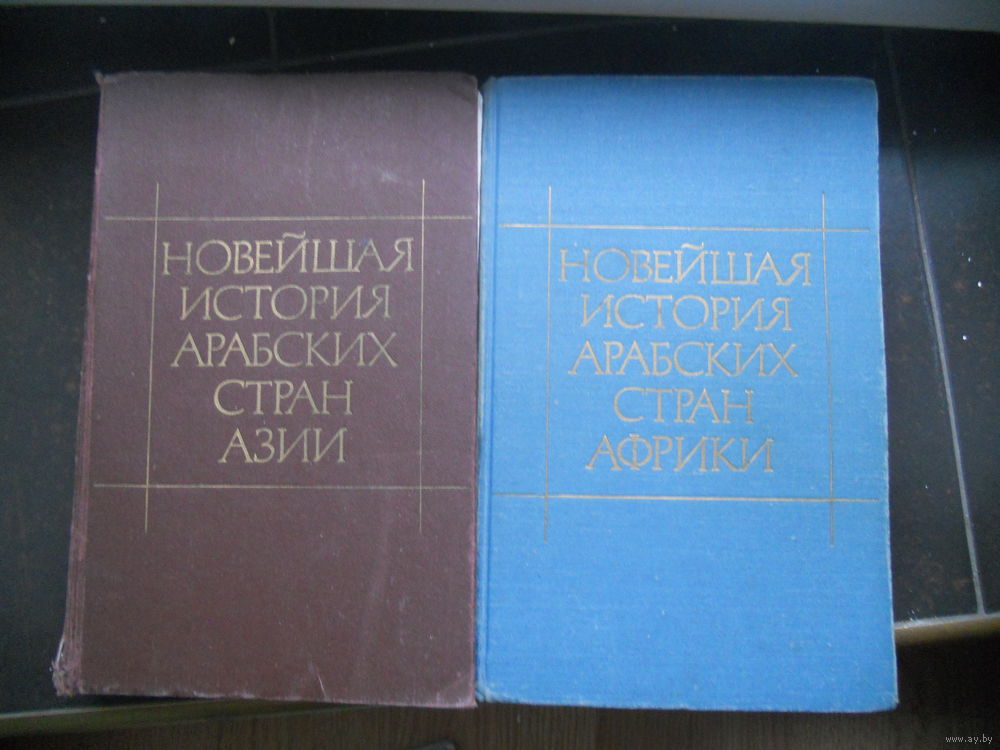 НОВЕЙШАЯ
ИСТОРИЯ
АРАБСКИХ
СТРАН
АЗИИ
НОВЕЙШАЯ
ИСТОРИЯ
АРАБСКИХ
СТРАН
АФРИКИ
www.ay.by